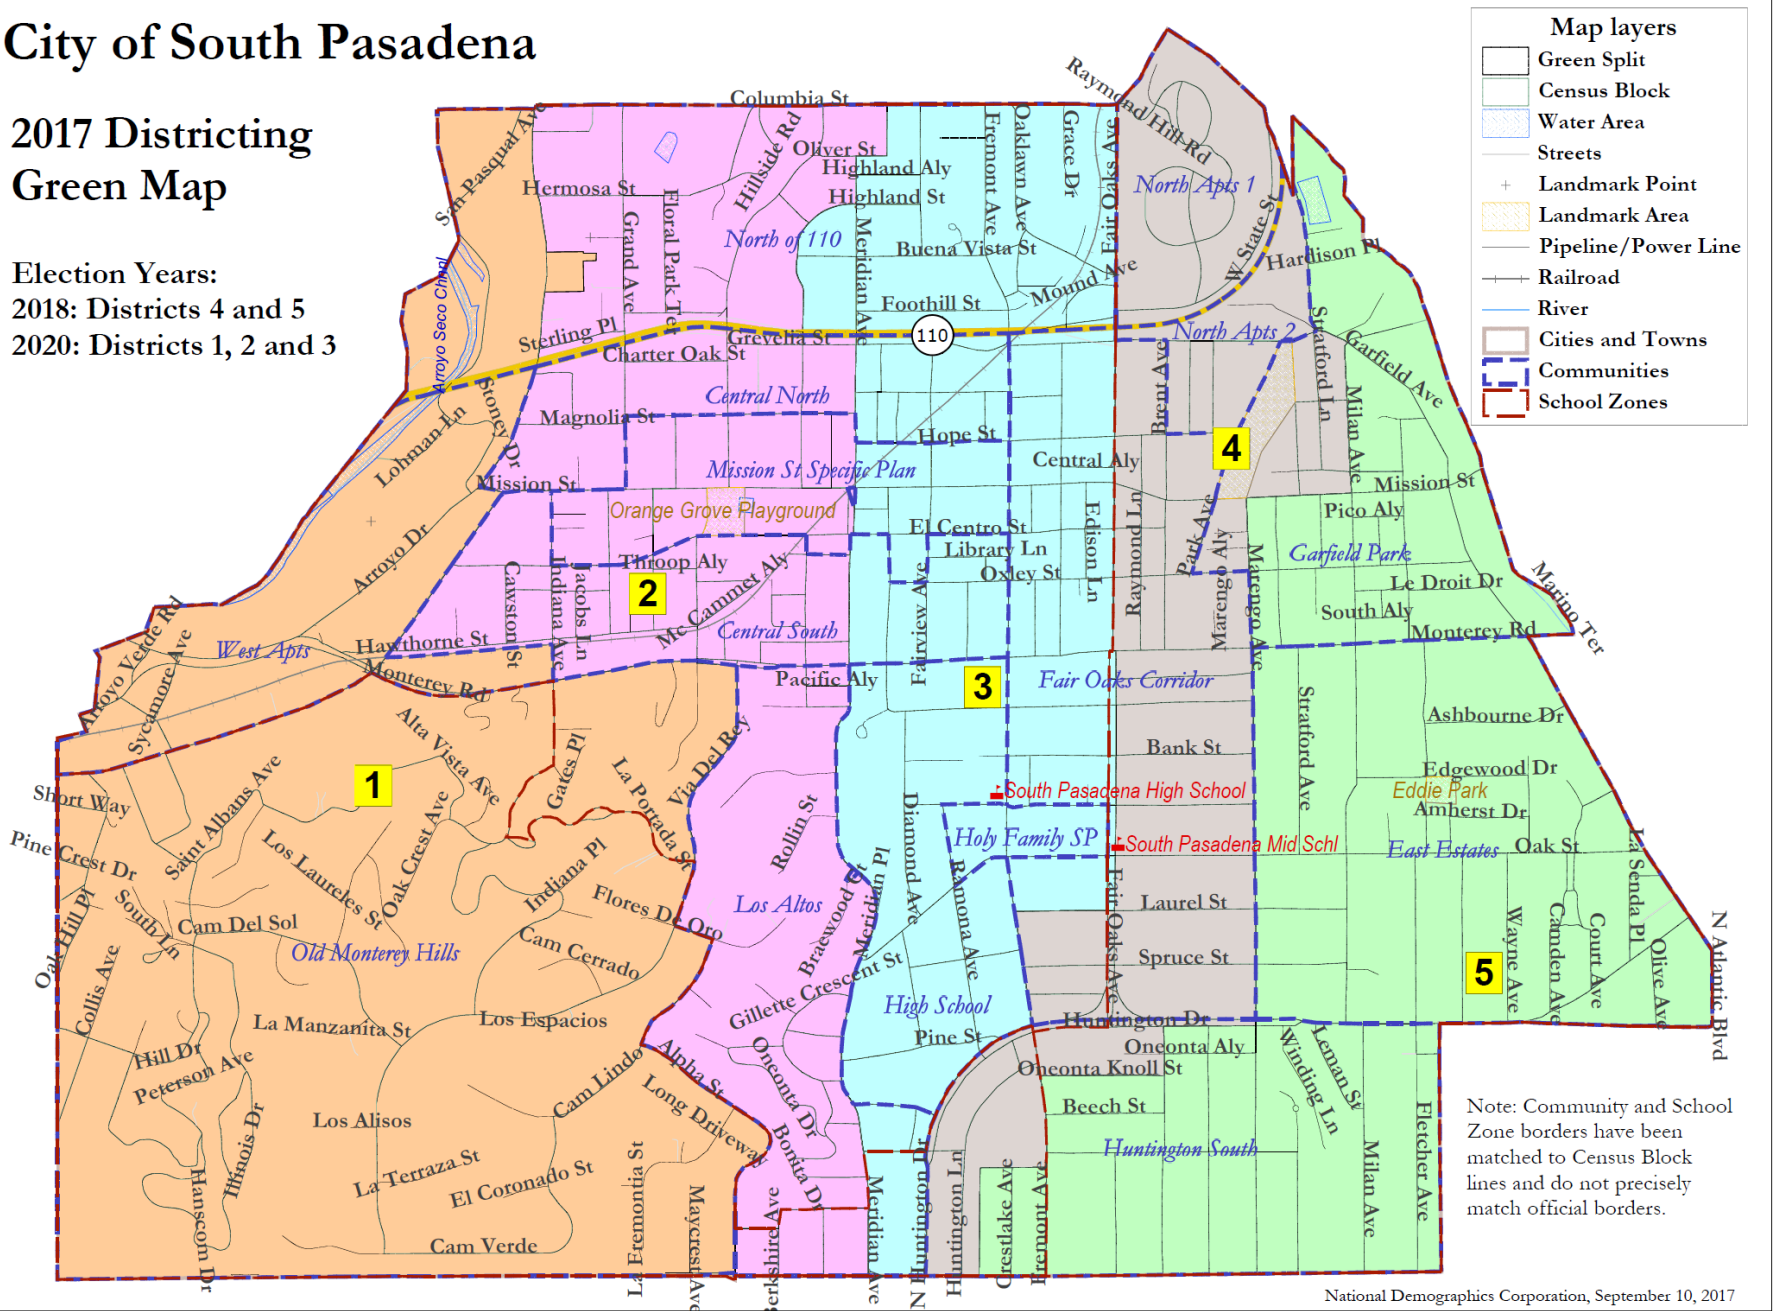 City of South Pasadena
2017 Districting
Green Map
Election Years:
2018: Districts 4 and 5
2020: Districts 1, 2 and 3
Map layers
Green Split
Census Block
Water Area
Streets
Landmark Point
Landmark Area
Pipeline/Power Line
Railroad
River
Cities and Towns
Communities
School Zones
Columbia St
Raymond Hill Rd
San Pasqual Ave
Hillside Rd
Oliver St
Highland Aly
Highland St
Fremont Ave
Oaklawn Ave
Grace Dr
Fair Oaks Ave
North Apts 1
Hermosa St
Grand Ave
Floral Park Ter
North of 110
Meridian Ave
Buena Vista St
Mound Ave
W State St
Hardison Pl
Foothill St
Arroyo Seco Chnnl
Sterling Pl
Charter Oak St
Grevelia St
110
North Apts 2
Stratford Ln
Garfield Ave
Central North
Stoney Dr
Lohman Ln
Magnolia St
Brent Ave
Milan Ave
Hope St
4
Central Aly
Mission St
Mission St Specific Plan
Mission St
Orange Grove Playground
Pico Aly
El Centro St
Edison Ln
Raymond Ln
Park Ave
Marengo Aly
Marengo Ave
Garfield Park
Library Ln
Throop Aly
Oxley St
Arroyo Dr
Cawston St
Indiana Ave
Jacobs Ln
2
Mc Cammet Aly
Fairview Ave
Le Droit Dr
South Aly
Marino Ter
Monterey Rd
Central South
Hawthorne St
West Apts
Arroyo Verde Rd
Sycamore Ave
Monterey Rd
Pacific Aly
3
Fair Oaks Corridor
Stratford Ave
Ashbourne Dr
Alta Vista Ave
Via Del Rey
Bank St
Gates Pl
La Portada St
1
Edgewood Dr
Eddie Park
South Pasadena High School
Short Way
Saint Albans Ave
Amherst Dr
Rollin St
Diamond Ave
Holy Family SP
South Pasadena Mid Schl
East Estates
Oak St
La Senda Pl
Pine Crest Dr
Los Laureles St
Oak Crest Ave
Indiana Pl
Flores De Oro
Los Altos
Braewood Ct
Meridian Pl
Ramona Ave
Fair Oaks Ave
Laurel St
Oak Hill Pl
South Ln
Cam Del Sol
Old Monterey Hills
Cam Cerrado
Gillette Crescent St
Spruce St
5
Wayne Ave
Camden Ave
Court Ave
Olive Ave
N Atlantic Blvd
Collis Ave
La Manzanita St
Los Espacios
High School
Pine St
Huntington Dr
Oneonta Aly
Oneonta Knoll St
Winding Ln
Leman St
Hill Dr
Peterson Ave
Alpha St
Cam Lindo
Long Driveway
Oneonta Dr
Bonita Dr
Beech St
Huntington South
Los Alisos
Illinois Dr
Hanscom Dr
La Terraza St
El Coronado St
Cam Verde
La Fremontia St
Maycrest Ave
Berkshire Ave
Meridian Ave
N Huntington Dr
Huntington Ln
Crestlake Ave
Fremont Ave
Milan Ave
Fletcher Ave
Note: Community and School
Zone borders have been
matched to Census Block
lines and do not precisely
match official borders.
National Demographics Corporation, September 10, 2017